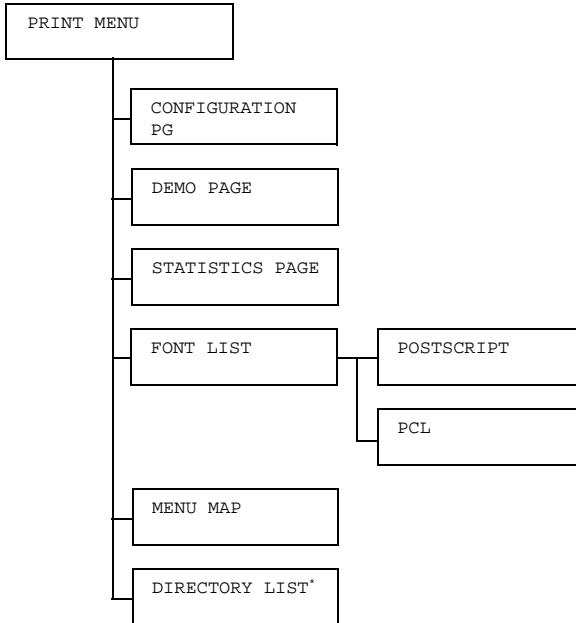 PRINT MENU
CONFIGURATION
PG
DEMO PAGE
STATISTICS PAGE
FONT LIST
POSTSCRIPT
PCL
MENU MAP
DIRECTORY LIST*